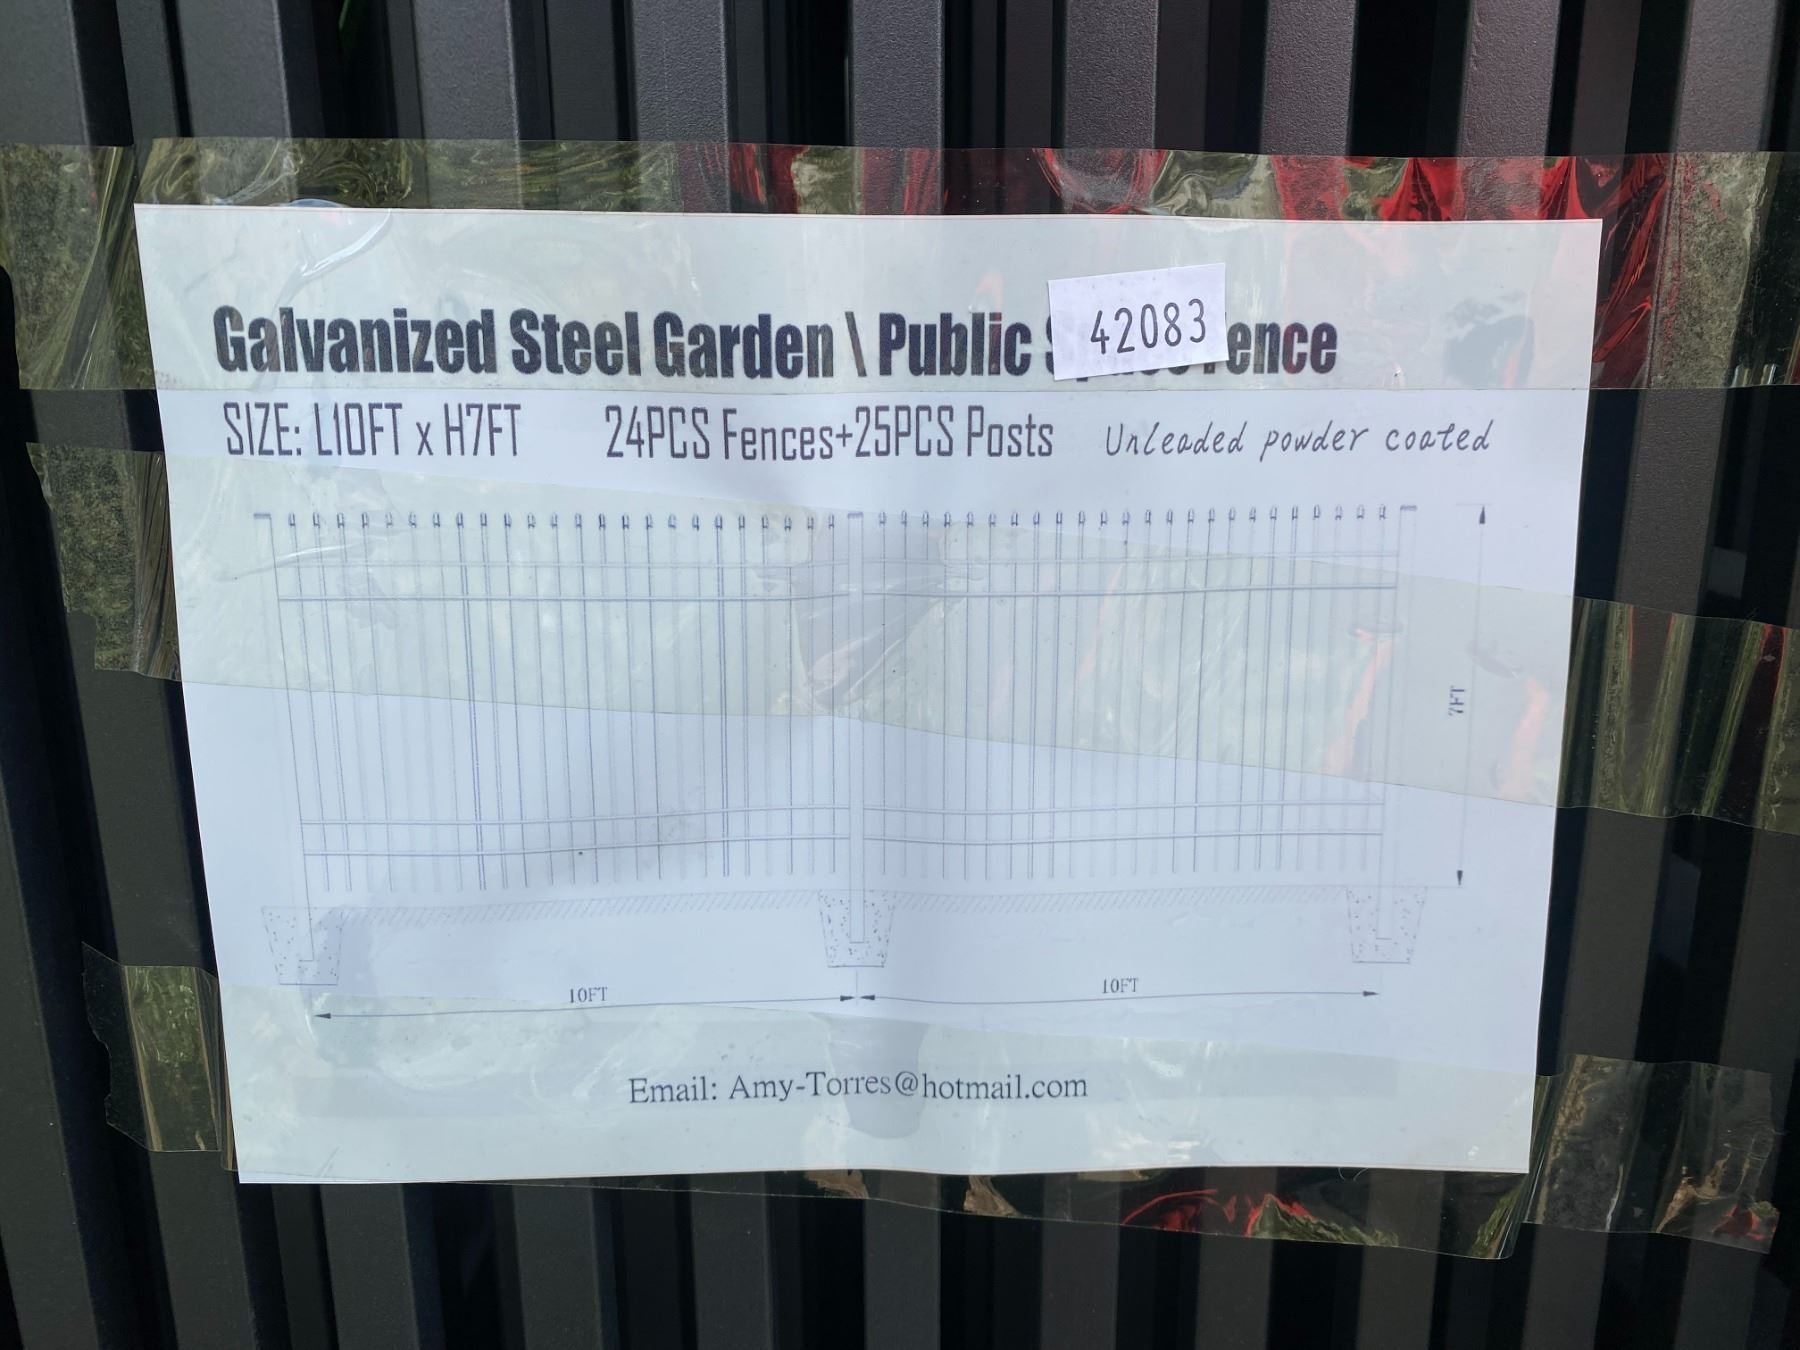 Galvanized Steel Garden \ Public
42083
SIZE: L10FT x H7FT 24PCS Fences+25PCS Posts Unleaded powder coated
7FT
10FT 10FT
Email: Amy-Torres@hotmail.com